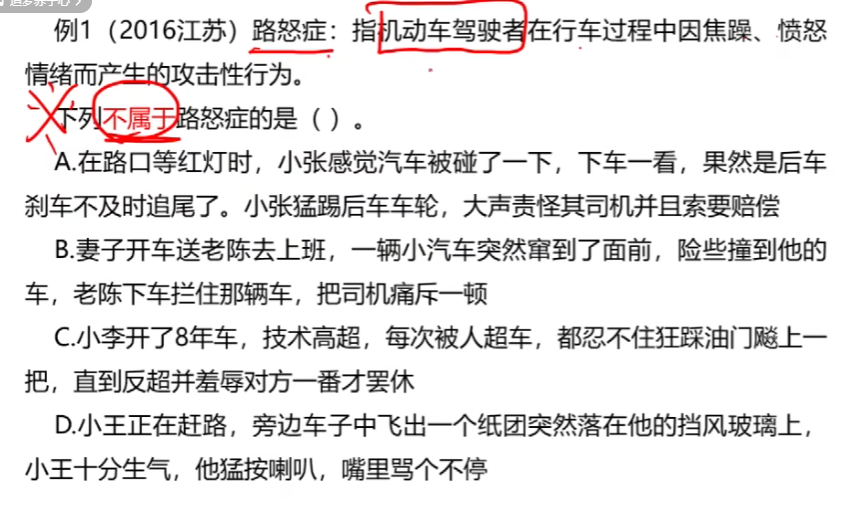 例1（2016江苏）路怒症：指机动车驾驶者在行车过程中因焦躁、愤怒
情绪而产生的攻击性行为。
下列不属于路怒症的是（ ）。
A.在路口等红灯时，小张感觉汽车被碰了一下，下车一看，果然是后车
刹车不及时追尾了。小张猛踢后车车轮，大声责怪其司机并且索要赔偿
B.妻子开车送老陈去上班，一辆小汽车突然窜到了面前，险些撞到他的
车，老陈下车拦住那辆车，把司机痛斥一顿
C.小李开了8年车，技术高超，每次被人超车，都忍不住狂踩油门飚上一
把，直到反超并羞辱对方一番才罢休
D.小王正在赶路，旁边车子中飞出一个纸团突然落在他的挡风玻璃上，
小王十分生气，他猛按喇叭，嘴里骂个不停